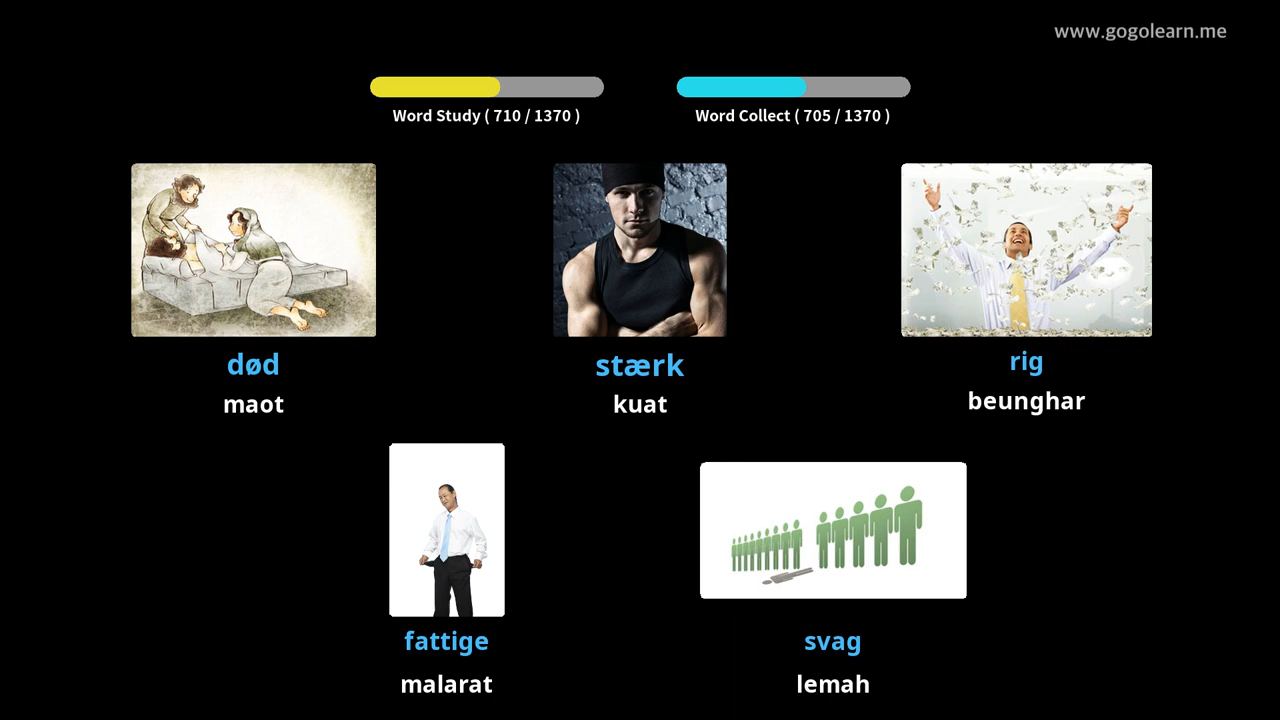 www.gogolearn.me
Word Study ( 710 / 1370 )
Word Collect ( 705 / 1370 )
død
maot
stærk
kuat
rig
beunghar
fattige
malarat
svag
lemah